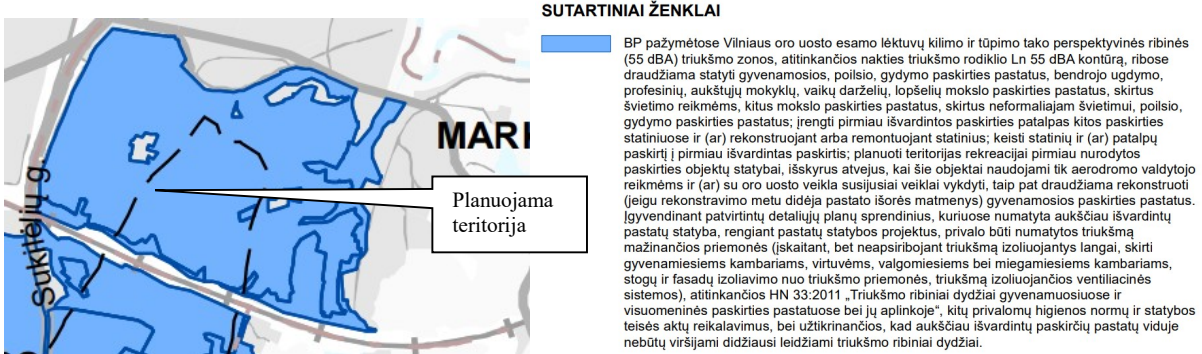 Sukilėlių g.
MARK
Planuojama
teritorija
SUTARTINIAI ŽENKLAI
BP pažymėtose Vilniaus oro uosto esamo lėktuvų kilimo ir tūpimo tako perspektyvinės ribinės
(55 dBA) triukšmo zonos, atitinkančios nakties triukšmo rodiklio Ln 55 dBA kontūrą, ribose
draudžiama statyti gyvenamosios, poilsio, gydymo paskirties pastatus, bendrojo ugdymo,
profesinių, aukštųjų mokyklų, vaikų darželių, lopšelių mokslo paskirties pastatus, skirtus
švietimo reikmėms, kitus mokslo paskirties pastatus, skirtus neformaliajam švietimui, poilsio,
gydymo paskirties pastatus; įrengti pirmiau išvardintos paskirties patalpas kitos paskirties
statiniuose ir (ar) rekonstruojant arba remontuojant statinius; keisti statinių ir (ar) patalpų
paskirtį į pirmiau išvardintas paskirtis; planuoti teritorijas rekreacijai pirmiau nurodytos
paskirties objektų statybai, išskyrus atvejus, kai šie objektai naudojami tik aerodromo valdytojo
reikmėms ir (ar) su oro uosto veikla susijusiai veiklai vykdyti, taip pat draudžiama rekonstruoti
(jeigu rekonstravimo metu didėja pastato išorės matmenys) gyvenamosios paskirties pastatus.
Įgyvendinant patvirtintų detaliųjų planų sprendinius, kuriuose numatyta aukščiau išvardintų
pastatų statyba, rengiant pastatų statybos projektus, privalo būti numatytos triukšmą
mažinančios priemonės (įskaitant, bet neapsiribojant triukšmą izoliuojantys langai, skirti
gyvenamiesiems kambariams, virtuvėms, valgomiesiems bei miegamiesiems kambariams,
stogų ir fasadų izoliavimo nuo triukšmo priemonės, triukšmą izoliuojančios ventiliacinės
sistemos), atitinkančios HN 33:2011 „Triukšmo ribiniai dydžiai gyvenamuosiuose ir
visuomeninės paskirties pastatuose bei jų aplinkoje“, kitų privalomų higienos normų ir statybos
teisės aktų reikalavimus, bei užtikrinančios, kad aukščiau išvardintų paskirčių pastatų viduje
nebūtų viršijami didžiausi leidžiami triukšmo ribiniai dydžiai.